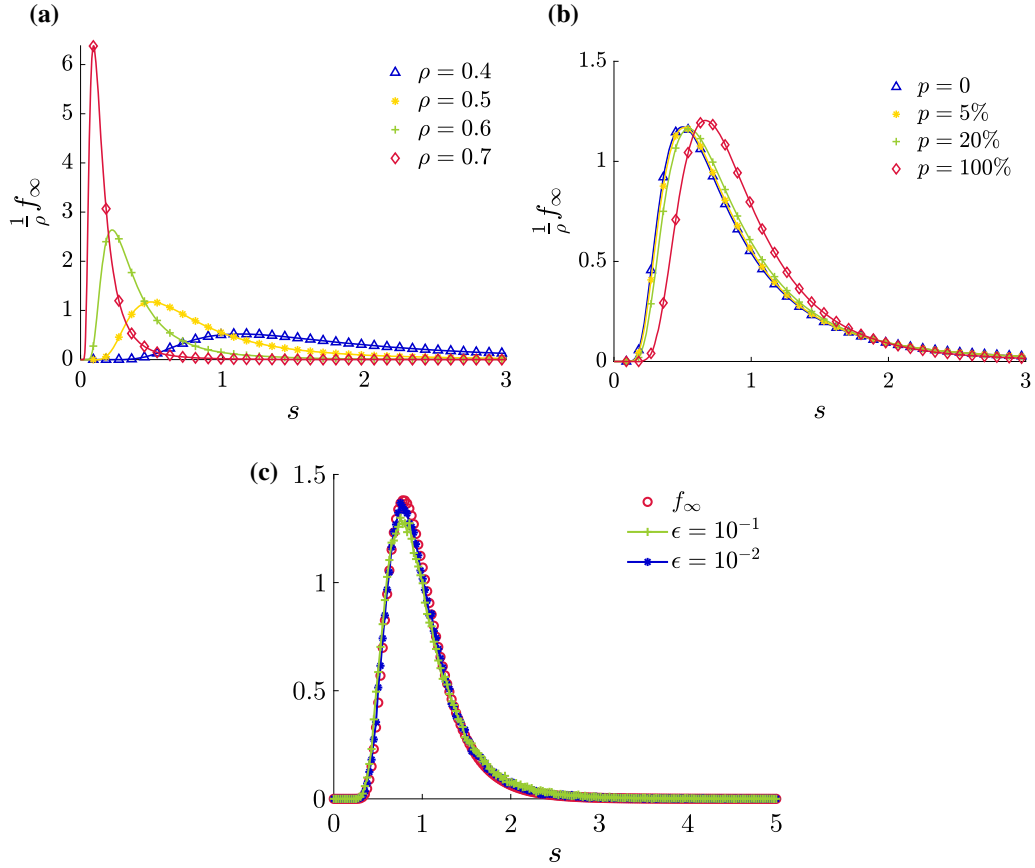 (a)
6
5
4
3
2
1
0
0
1
2
3
1/ρ f∞
s
ρ = 0.4
ρ = 0.5
ρ = 0.6
ρ = 0.7
(b)
1.5
1
0.5
0
0
1
2
3
1/ρ f∞
s
p = 0
p = 5%
p = 20%
p = 100%
(c)
1.5
1
0.5
0
0
1
2
3
4
5
s
f∞
ϵ = 10⁻¹
ϵ = 10⁻²